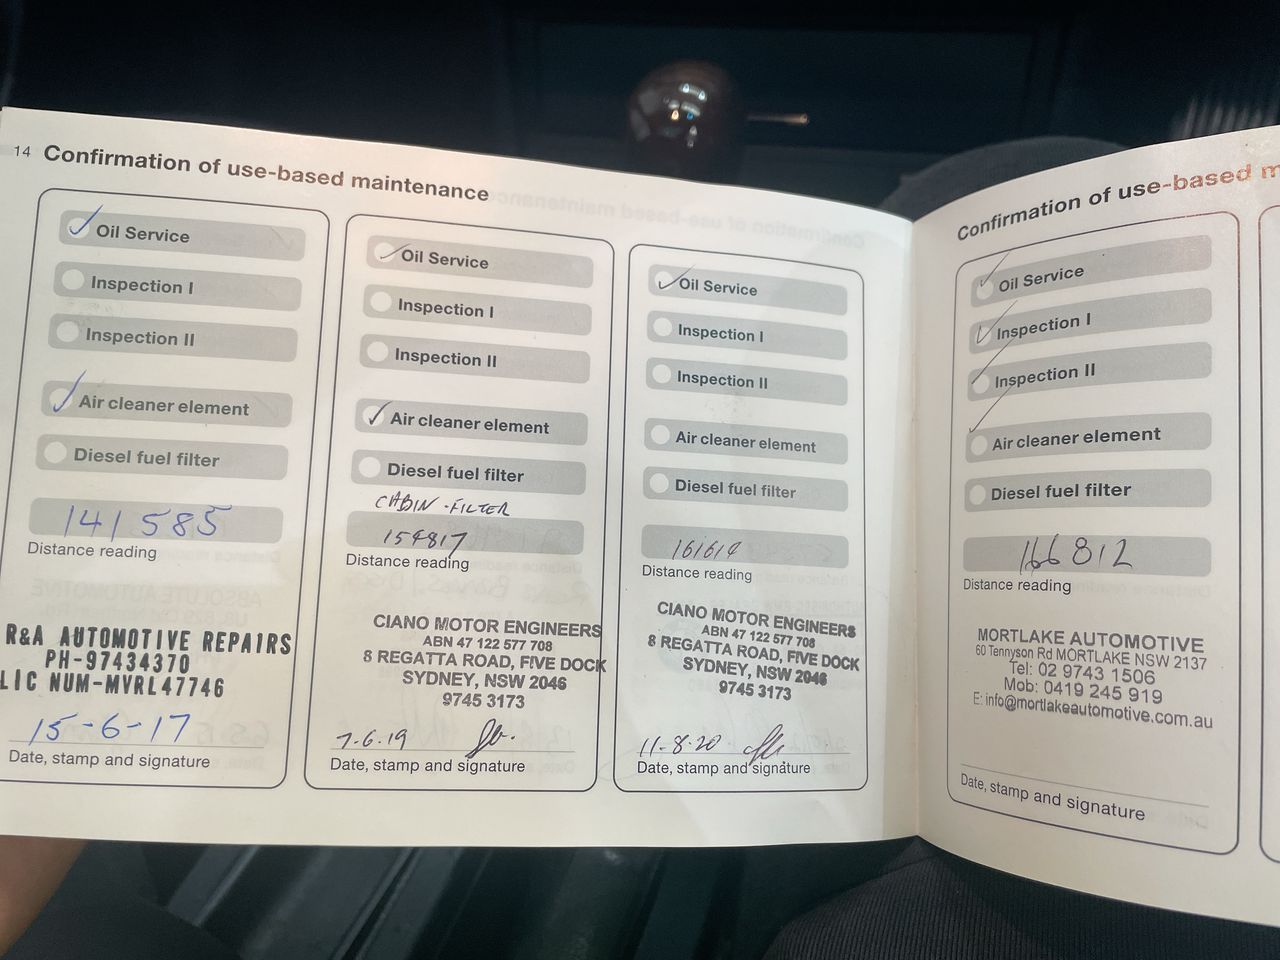 14 Confirmation of use-based maintenance
Oil Service
Inspection I
Inspection II
Air cleaner element
Diesel fuel filter
141585
Distance reading
R&A AUTOMOTIVE REPAIRS
PH-97434370
LIC NUM-MVRL47746
15-6-17
Date, stamp and signature
Oil Service
Inspection I
Inspection II
Air cleaner element
Diesel fuel filter
CABIN-FILTER
154817
Distance reading
CIANO MOTOR ENGINEERS
ABN 47 122 577 708
8 REGATTA ROAD, FIVE DOCK
SYDNEY, NSW 2046
9745 3173
7.6.19
Date, stamp and signature
Oil Service
Inspection I
Inspection II
Air cleaner element
Diesel fuel filter
161614
Distance reading
CIANO MOTOR ENGINEERS
ABN 47 122 577 708
8 REGATTA ROAD, FIVE DOCK
SYDNEY, NSW 2046
9745 3173
11-8-20
Date, stamp and signature
Confirmation of use-based m
Oil Service
Inspection I
Inspection II
Air cleaner element
Diesel fuel filter
166812
Distance reading
MORTLAKE AUTOMOTIVE
60 Tennyson Rd MORTLAKE NSW 2137
Tel: 02 9743 1506
Mob: 0419 245 919
E: info@mortlakeautomotive.com.au
Date, stamp and signature